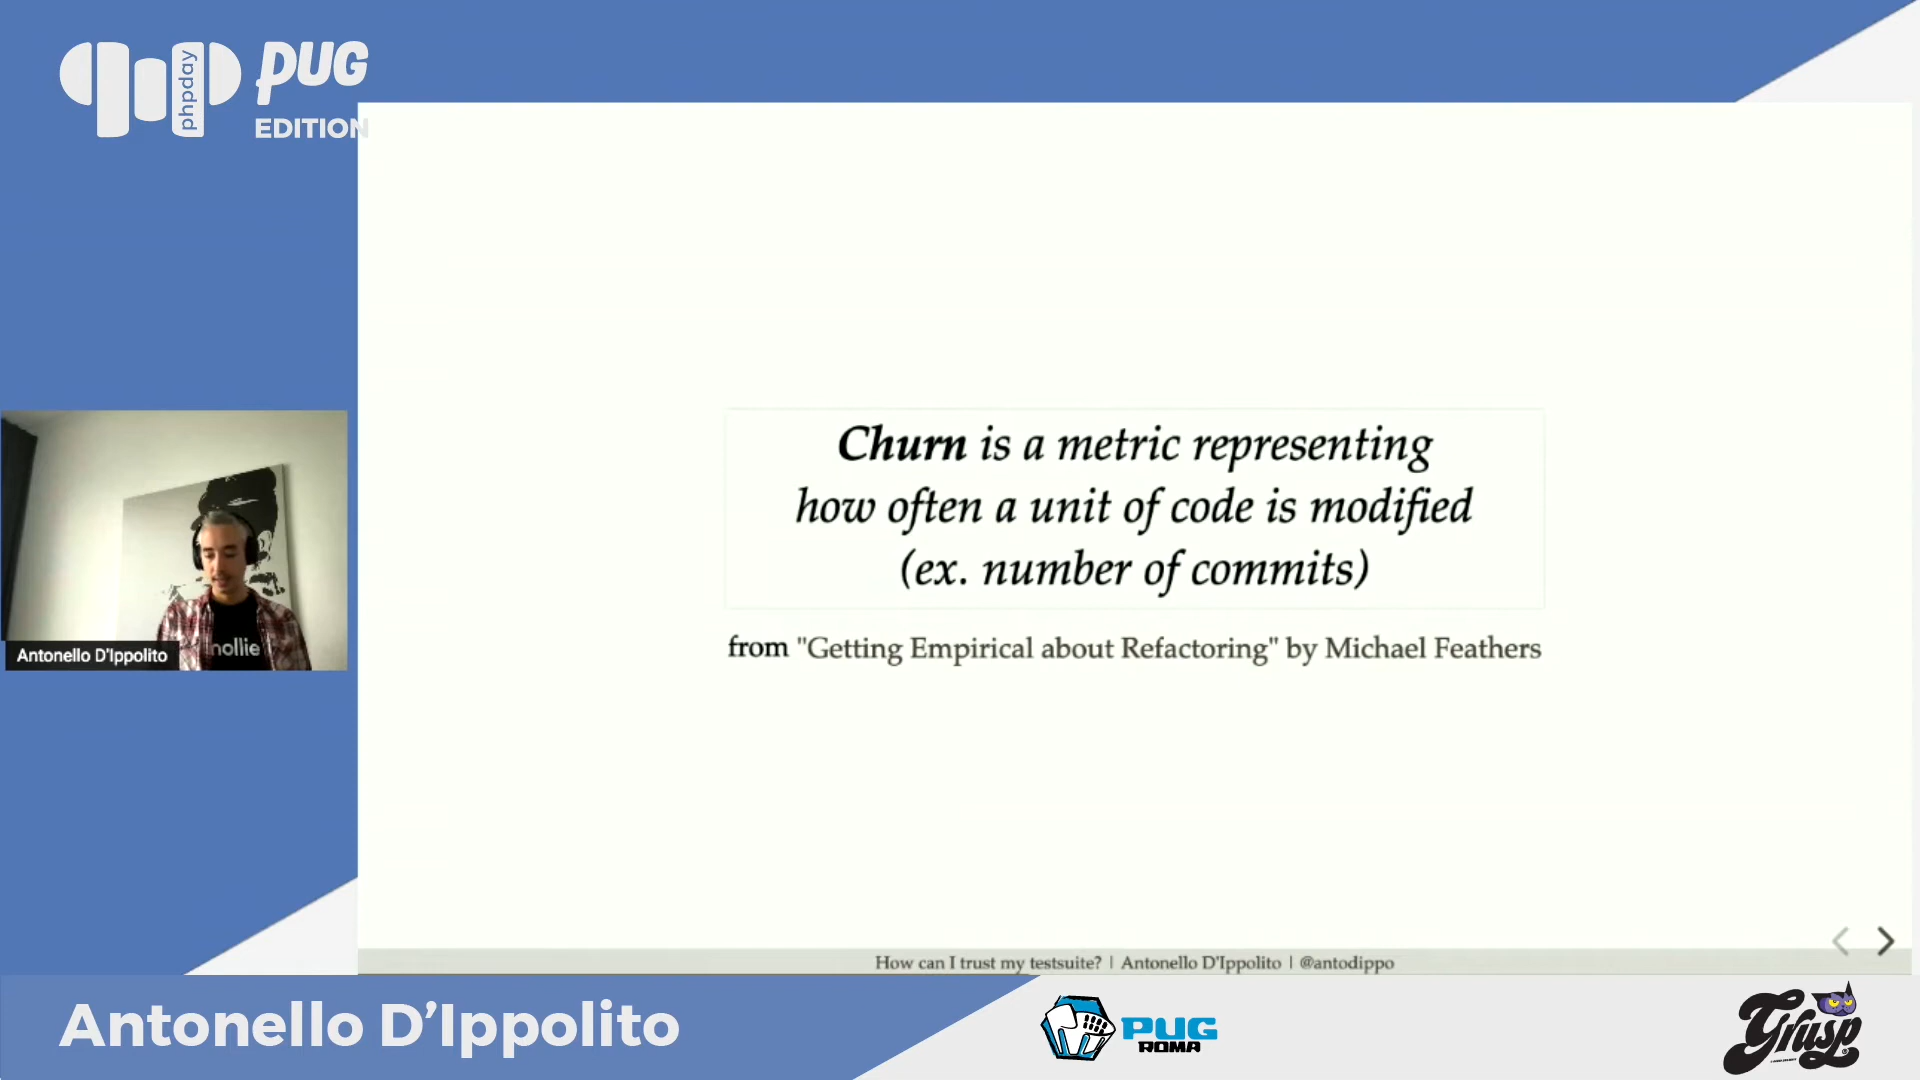 phpday
PUG
EDITION
Churn is a metric representing
how often a unit of code is modified
(ex. number of commits)
from "Getting Empirical about Refactoring" by Michael Feathers
nollie
Antonello D'Ippolito
How can I trust my testsuite? | Antonello D'Ippolito | @antodippo
Antonello D’Ippolito
PUG
ROMA
Grusp